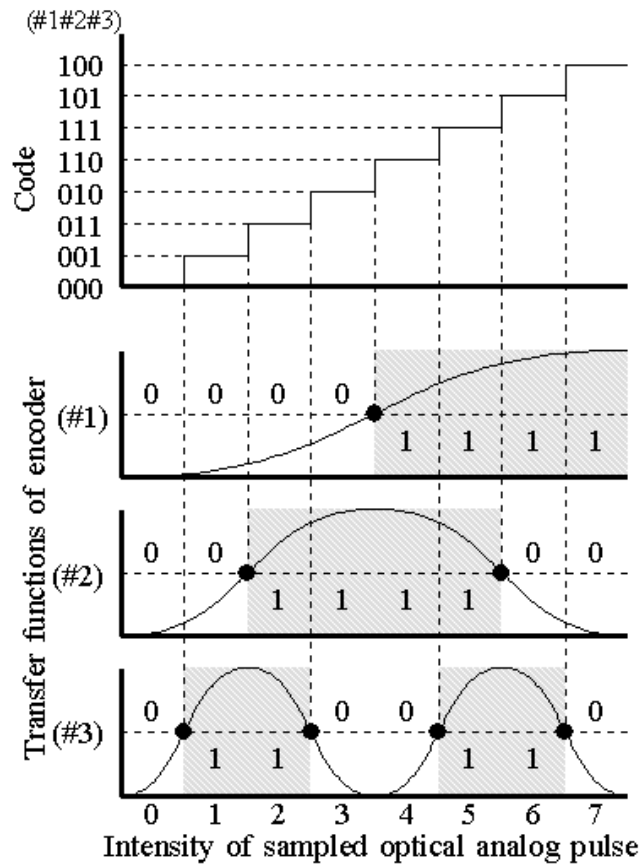 (#1#2#3)
100
101
111
110
010
011
001
000
Code
Transfer functions of encoder
(#1)
0 0 0 0
1 1 1 1
(#2)
0 0 0 0
1 1 1 1
(#3)
0 0 0 0
1 1 1 1
0 1 2 3 4 5 6 7
Intensity of sampled optical analog pulse